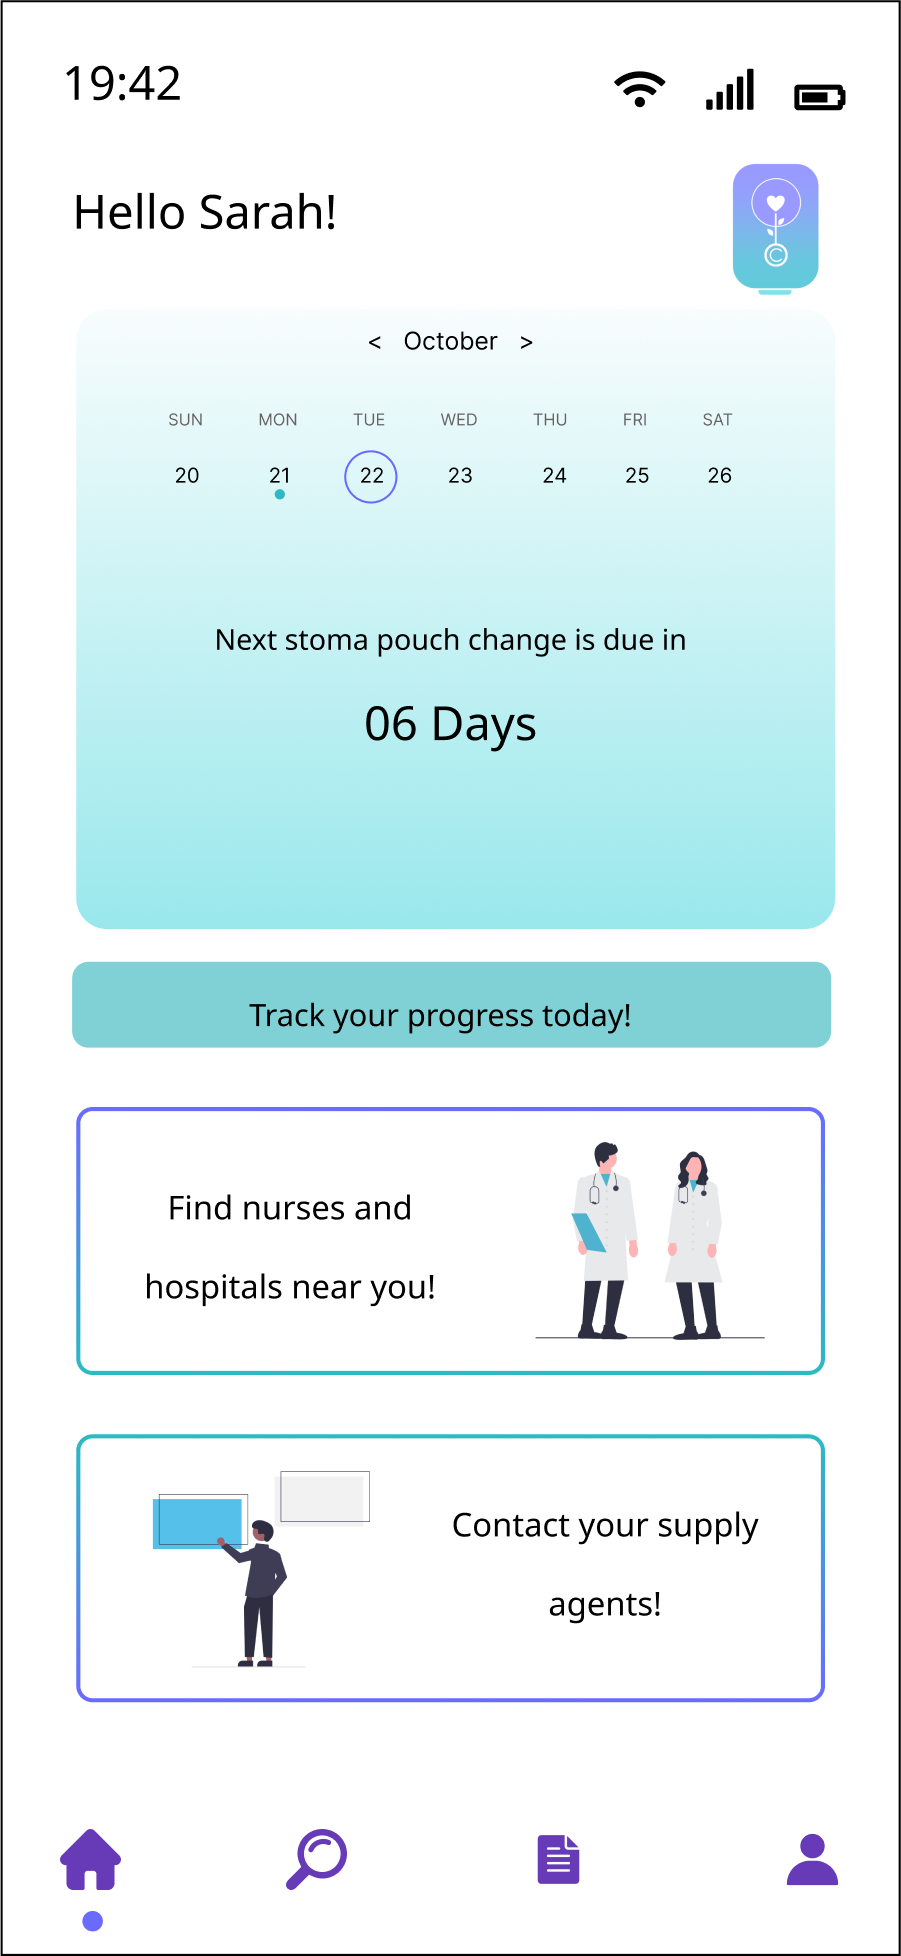 19:42
Hello Sarah!
< October >
SUN MON TUE WED THU FRI SAT
20 21 22 23 24 25 26
Next stoma pouch change is due in
06 Days
Track your progress today!
Find nurses and
hospitals near you!
Contact your supply
agents!